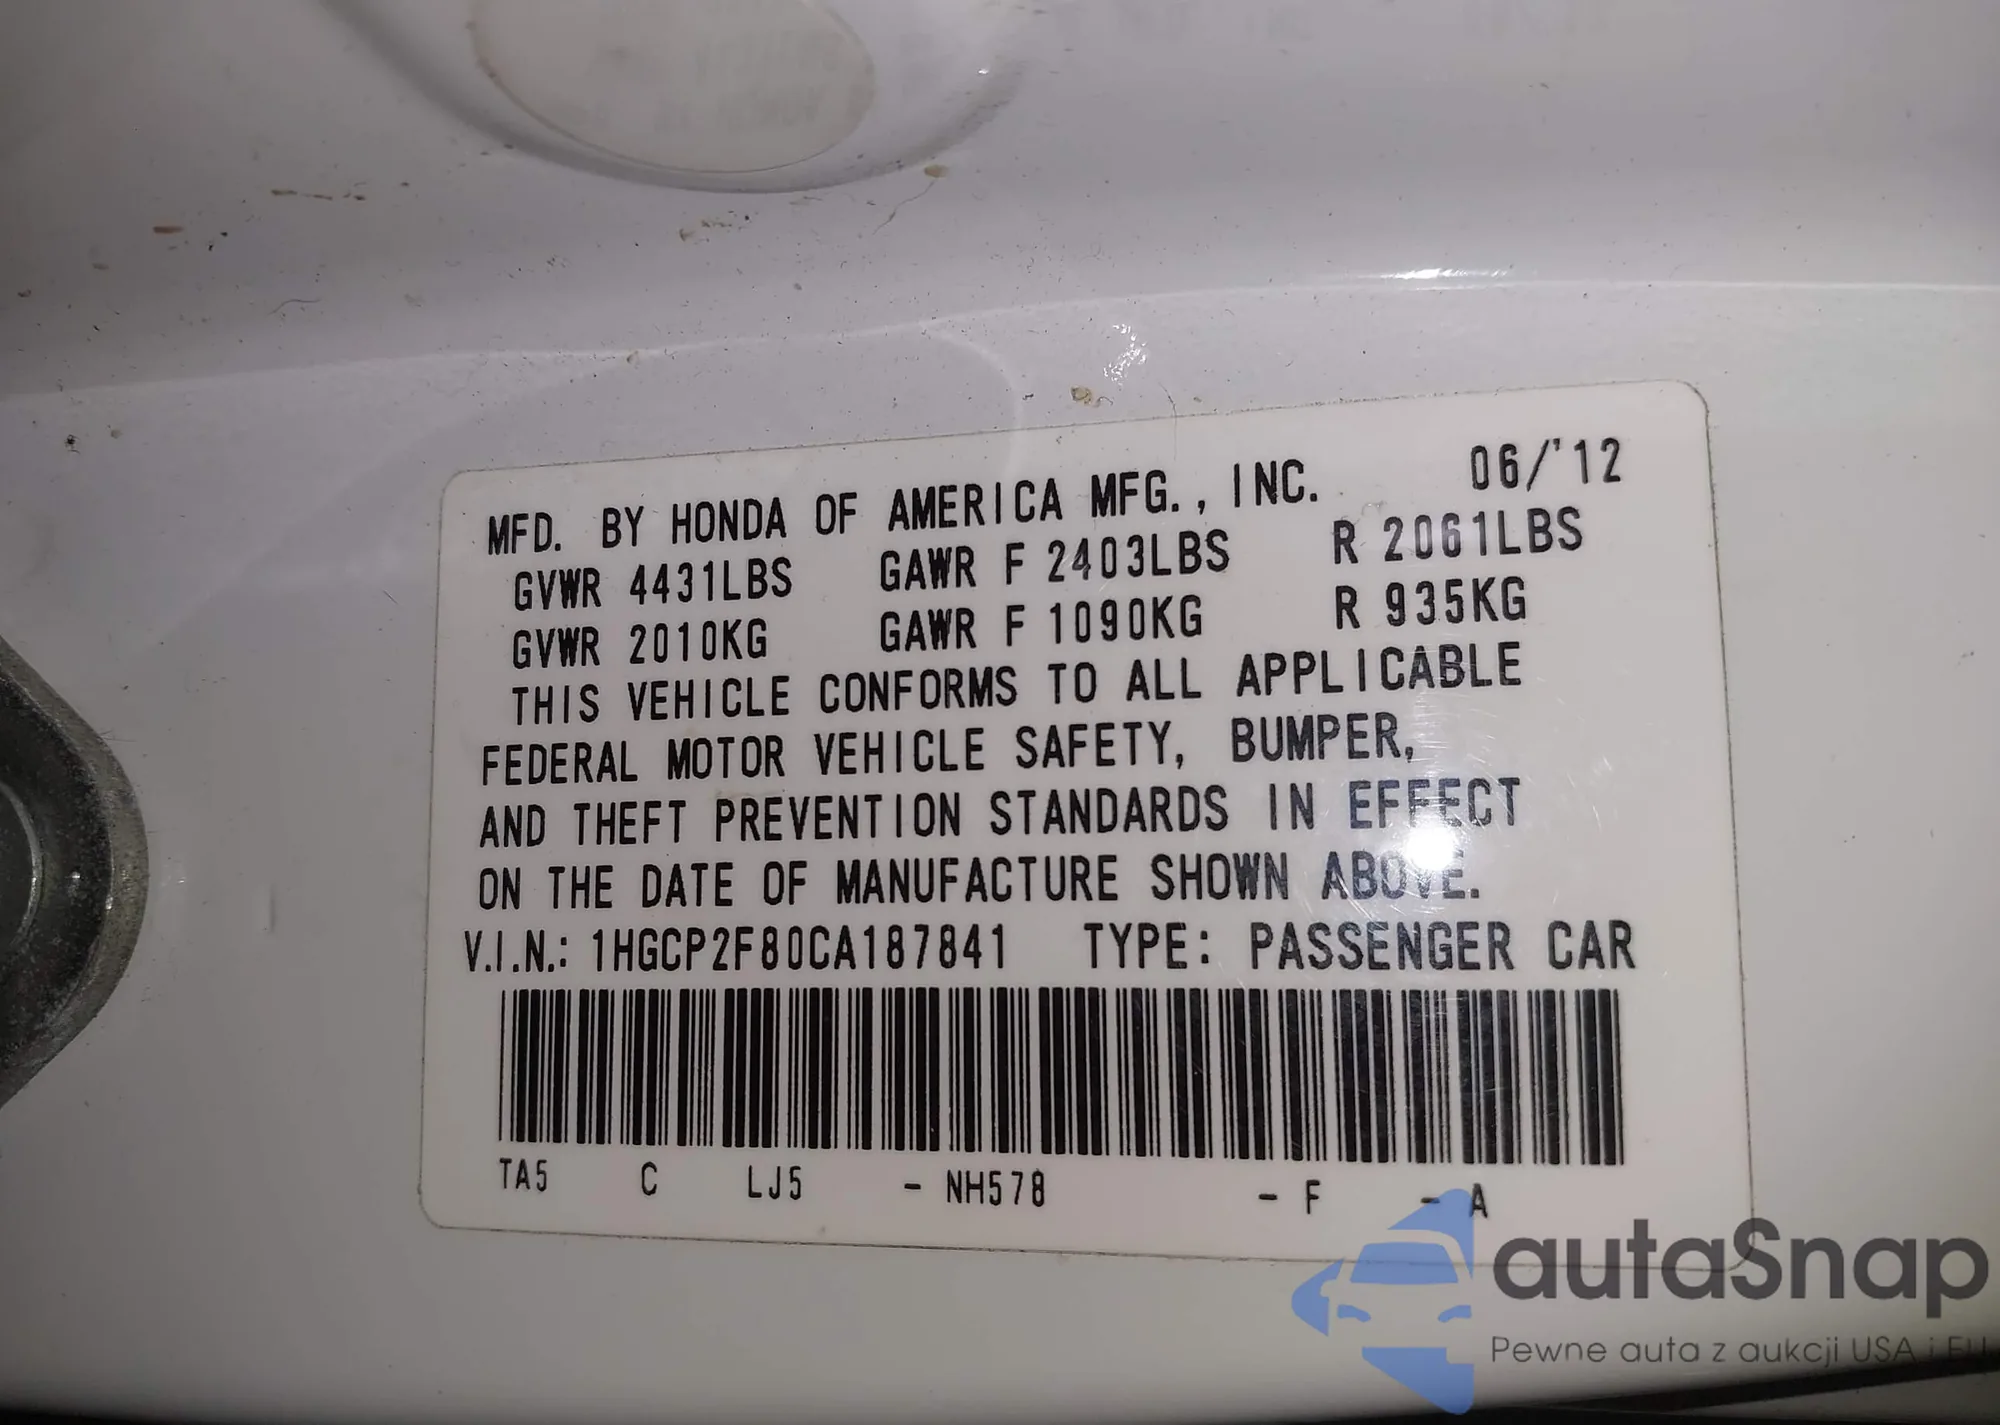 MFD. BY HONDA OF AMERICA MFG., INC. 06/'12
GVWR 4431LBS GAWR F 2403LBS R 2061LBS
GVWR 2010KG GAWR F 1090KG R 935KG
THIS VEHICLE CONFORMS TO ALL APPLICABLE
FEDERAL MOTOR VEHICLE SAFETY, BUMPER,
AND THEFT PREVENTION STANDARDS IN EFFECT
ON THE DATE OF MANUFACTURE SHOWN ABOVE.
V.I.N.: 1HGCP2F80CA187841 TYPE: PASSENGER CAR
TA5 C LJ5 - NH578 - F - A
autaSnap
Pewne auta z aukcji USA i EU